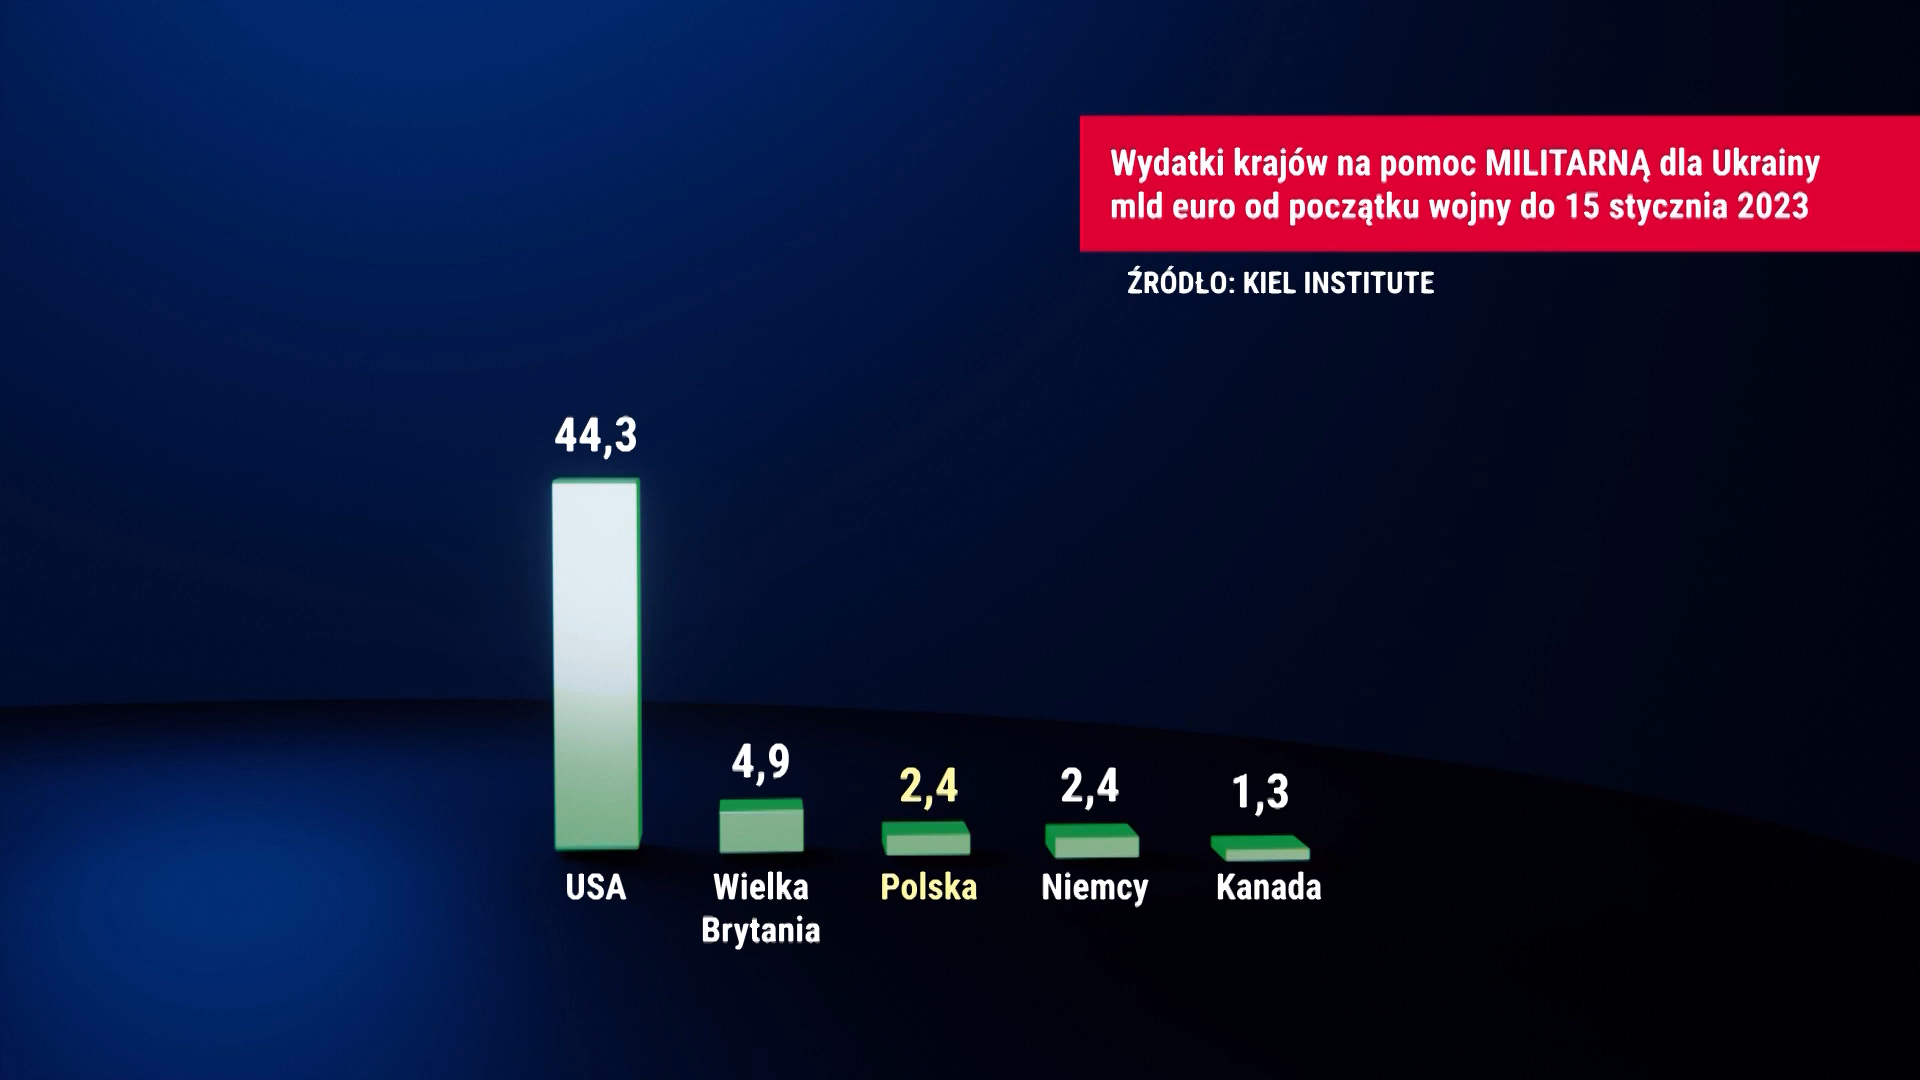 Wydatki krajów na pomoc MILITARNĄ dla Ukrainy
mld euro od początku wojny do 15 stycznia 2023
ŹRÓDŁO: KIEL INSTITUTE
44,3
4,9
2,4
2,4
1,3
USA
Wielka
Brytania
Polska
Niemcy
Kanada